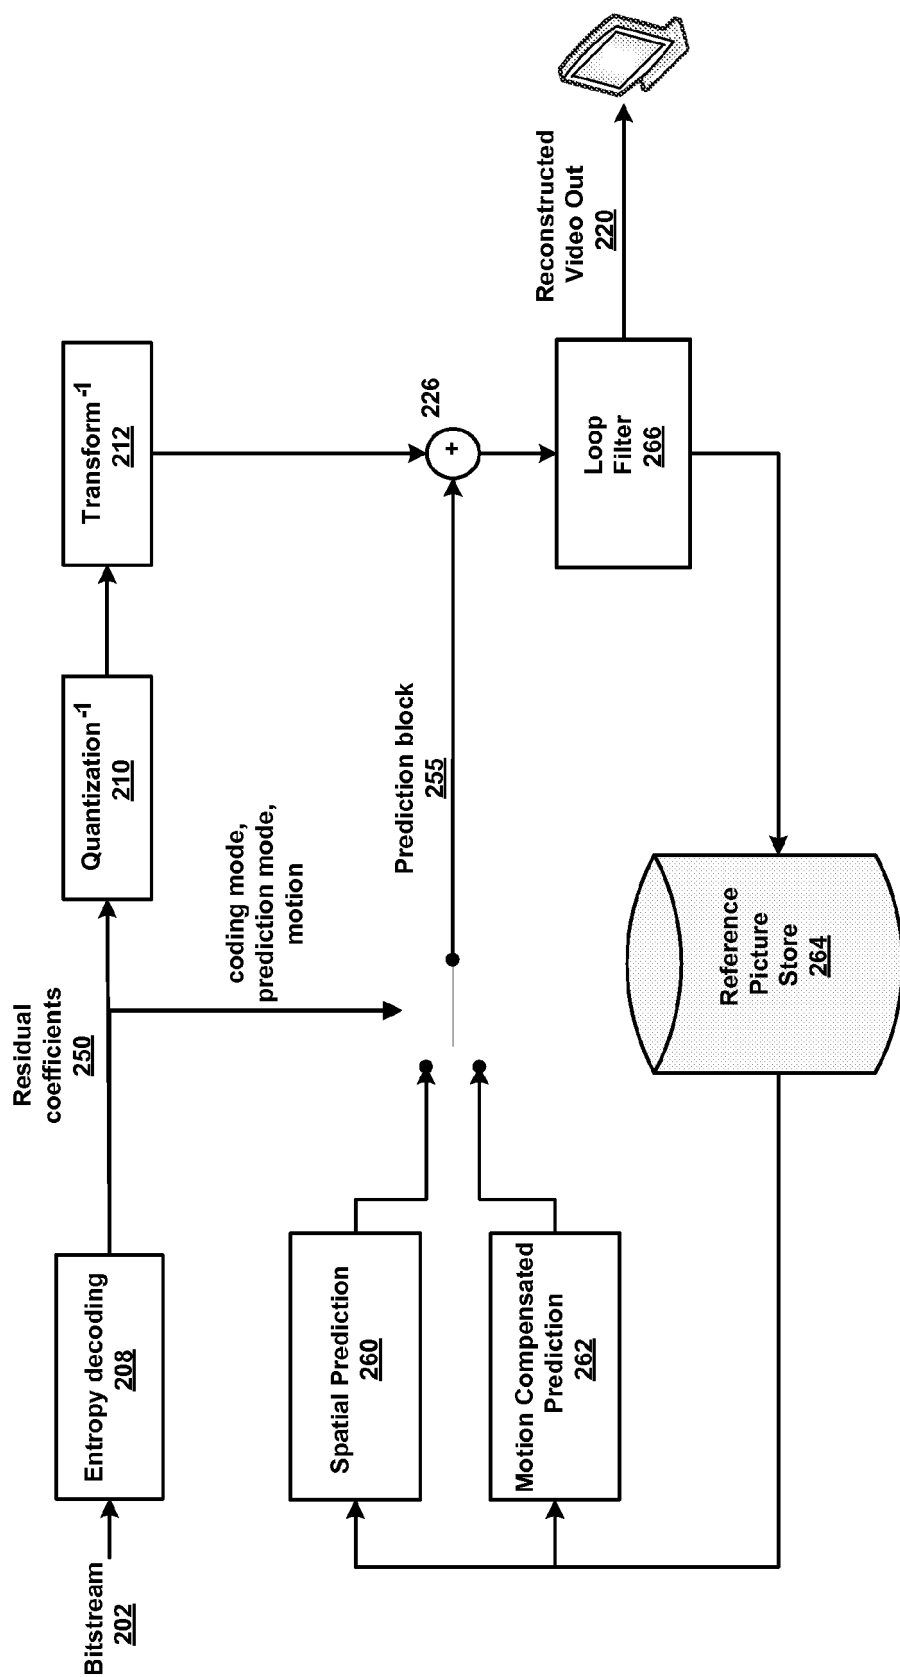 Bitstream
202
Entropy decoding
208
Residual
coefficients
250
Quantization-1
210
Transform-1
212
coding mode,
prediction mode,
motion
Spatial Prediction
260
Motion Compensated
Prediction
262
Prediction block
255
+
226
Loop
Filter
266
Reconstructed
Video Out
220
Reference
Picture
Store
264